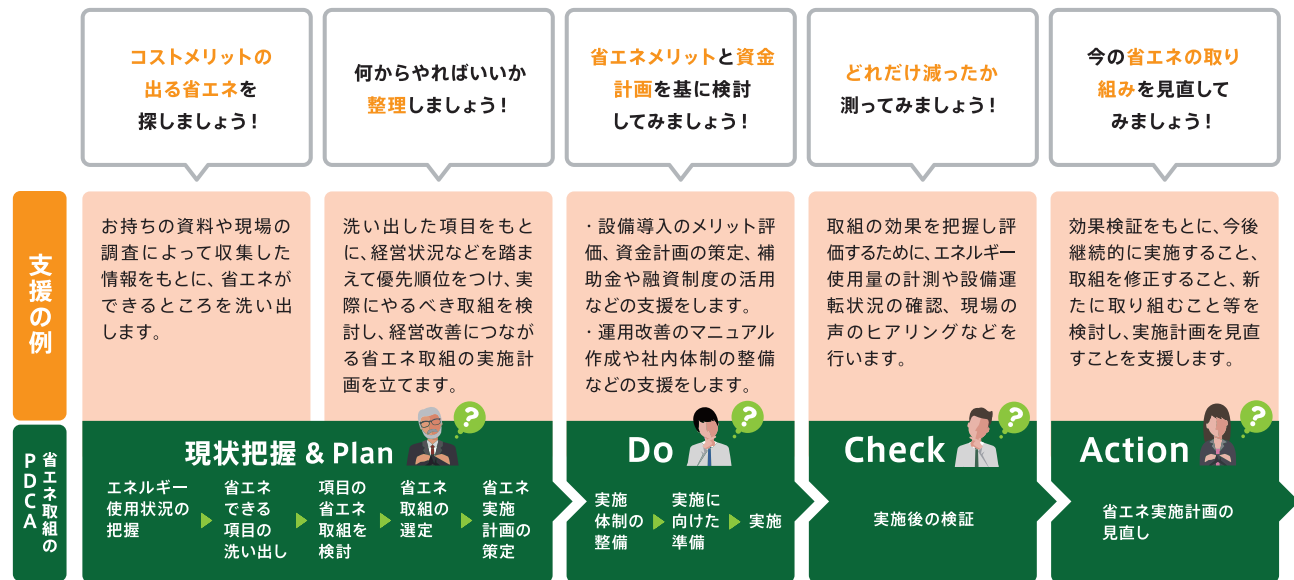 コストメリットの
出る省エネを
探しましょう！
何からやればいいか
整理しましょう！
省エネメリットと資金
計画を基に検討
してみましょう！
どれだけ減ったか
測ってみましょう！
今の省エネの取り
組みを見直して
みましょう！
支援の例
お持ちの資料や現場の
調査によって収集した
情報をもとに、省エネが
できるところを洗い出
します。
洗い出した項目をもと
に、経営状況などを踏ま
えて優先順位をつけ、実
際にやるべき取組を検
討し、経営改善につなが
る省エネ取組の実施計
画を立てます。
・設備導入のメリット評
価、資金計画の策定、補
助金や融資制度の活用
などの支援をします。
・運用改善のマニュアル
作成や社内体制の整備
などの支援をします。
取組の効果を把握し評
価するために、エネルギー
使用量の計測や設備運
転状況の確認、現場の
声のヒアリングなどを
行います。
効果検証をもとに、今後
継続的に実施すること、
取組を修正すること、新
たに取り組むこと等を
検討し、実施計画を見直
すことを支援します。
省エネ取組の
PDCA
現状把握 & Plan
?
エネルギー
使用状況の
把握
省エネ
できる
項目の
洗い出し
項目の
省エネ
取組を
検討
省エネ
取組の
選定
省エネ
実施
計画の
策定
Do
?
実施
体制の
整備
実施に
向けた
準備
実施
Check
?
実施後の検証
Action
?
省エネ実施計画の
見直し